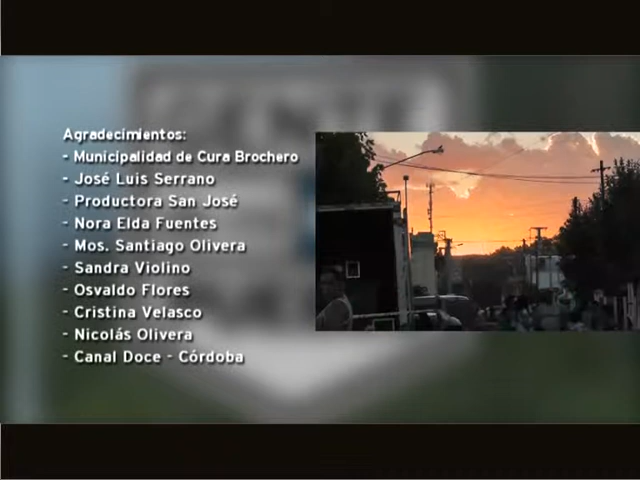 Agradecimientos:
- Municipalidad de Cura Brochero
- José Luis Serrano
- Productora San José
- Nora Elda Fuentes
- Mos. Santiago Olivera
- Sandra Violino
- Osvaldo Flores
- Cristina Velasco
- Nicolás Olivera
- Canal Doce - Córdoba